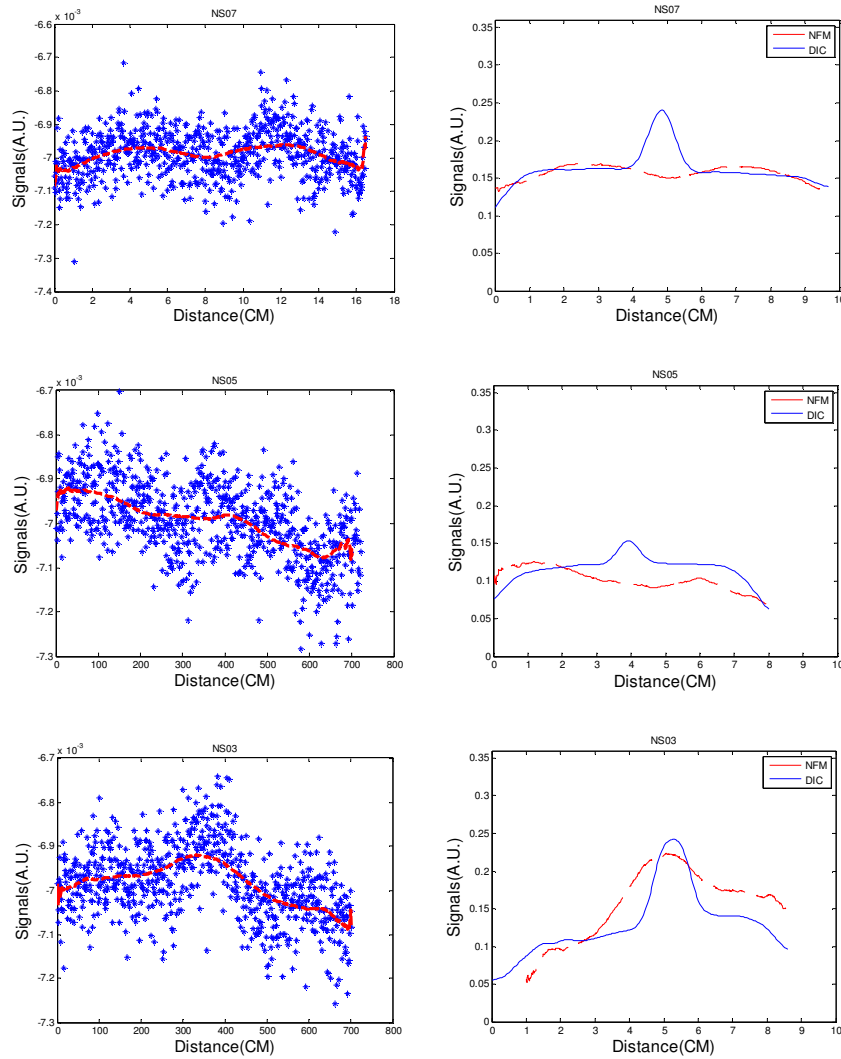 NS07
x 10-3
-6.6
-6.7
-6.8
-6.9
-7
-7.1
-7.2
-7.3
-7.4
Signals(A.U.)
0 2 4 6 8 10 12 14 16 18
Distance(CM)
NS07
NFM
DIC
0.35
0.3
0.25
0.2
0.15
0.1
0.05
0
Signals(A.U.)
0 1 2 3 4 5 6 7 8 9 10
Distance(CM)
NS05
x 10-3
-6.7
-6.8
-6.9
-7
-7.1
-7.2
-7.3
Signals(A.U.)
0 100 200 300 400 500 600 700 800
Distance(CM)
NS05
NFM
DIC
0.35
0.3
0.25
0.2
0.15
0.1
0.05
0
Signals(A.U.)
0 1 2 3 4 5 6 7 8 9 10
Distance(CM)
NS03
x 10-3
-6.7
-6.8
-6.9
-7
-7.1
-7.2
-7.3
Signals(A.U.)
0 100 200 300 400 500 600 700 800
Distance(CM)
NS03
NFM
DIC
0.35
0.3
0.25
0.2
0.15
0.1
0.05
0
Signals(A.U.)
0 1 2 3 4 5 6 7 8 9 10
Distance(CM)